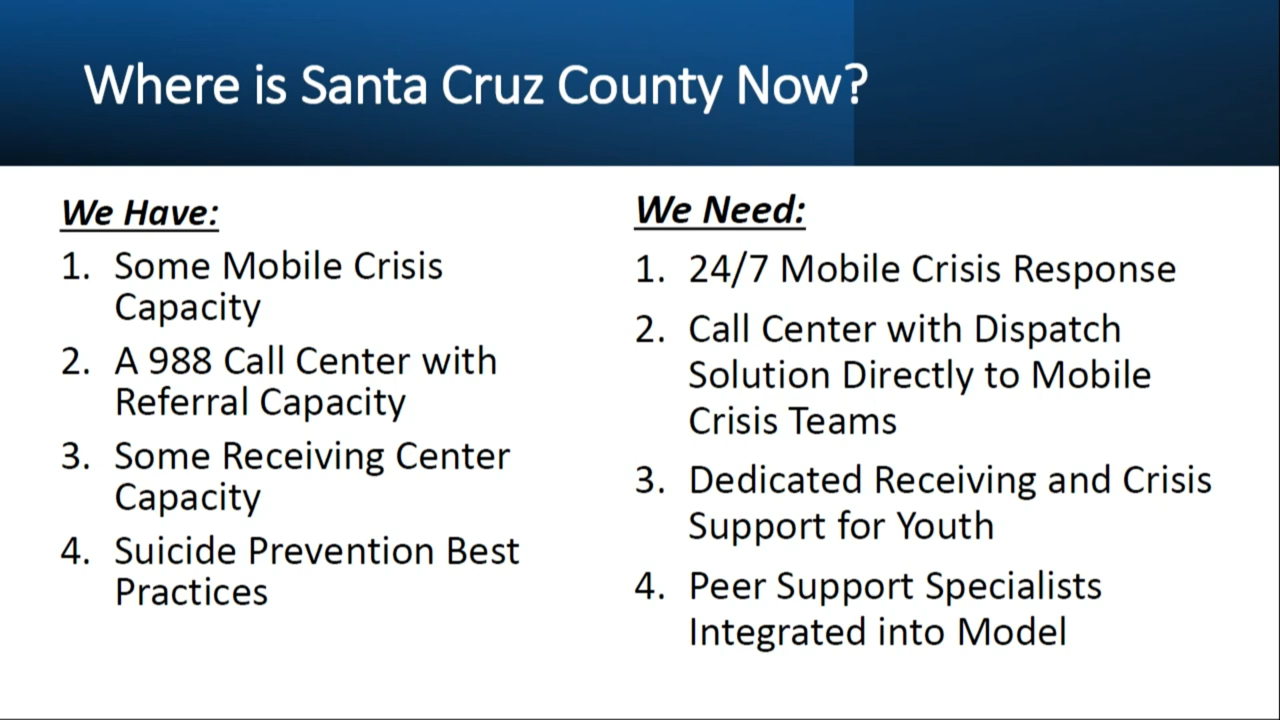 Where is Santa Cruz County Now?
We Have:
1. Some Mobile Crisis
Capacity
2. A 988 Call Center with
Referral Capacity
3. Some Receiving Center
Capacity
4. Suicide Prevention Best
Practices
We Need:
1. 24/7 Mobile Crisis Response
2. Call Center with Dispatch
Solution Directly to Mobile
Crisis Teams
3. Dedicated Receiving and Crisis
Support for Youth
4. Peer Support Specialists
Integrated into Model